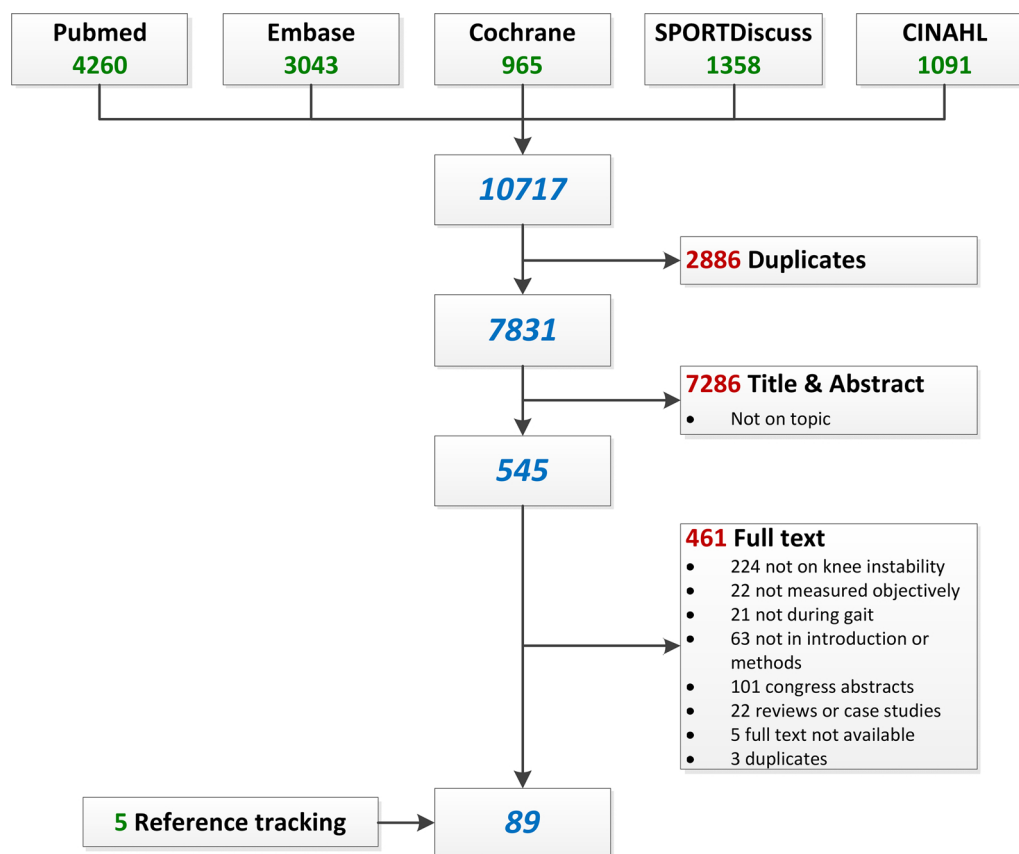 Pubmed
4260
Embase
3043
Cochrane
965
SPORTDiscuss
1358
CINAHL
1091
10717
2886 Duplicates
7831
7286 Title & Abstract
• Not on topic
545
461 Full text
• 224 not on knee instability
• 22 not measured objectively
• 21 not during gait
• 63 not in introduction or
methods
• 101 congress abstracts
• 22 reviews or case studies
• 5 full text not available
• 3 duplicates
5 Reference tracking
89